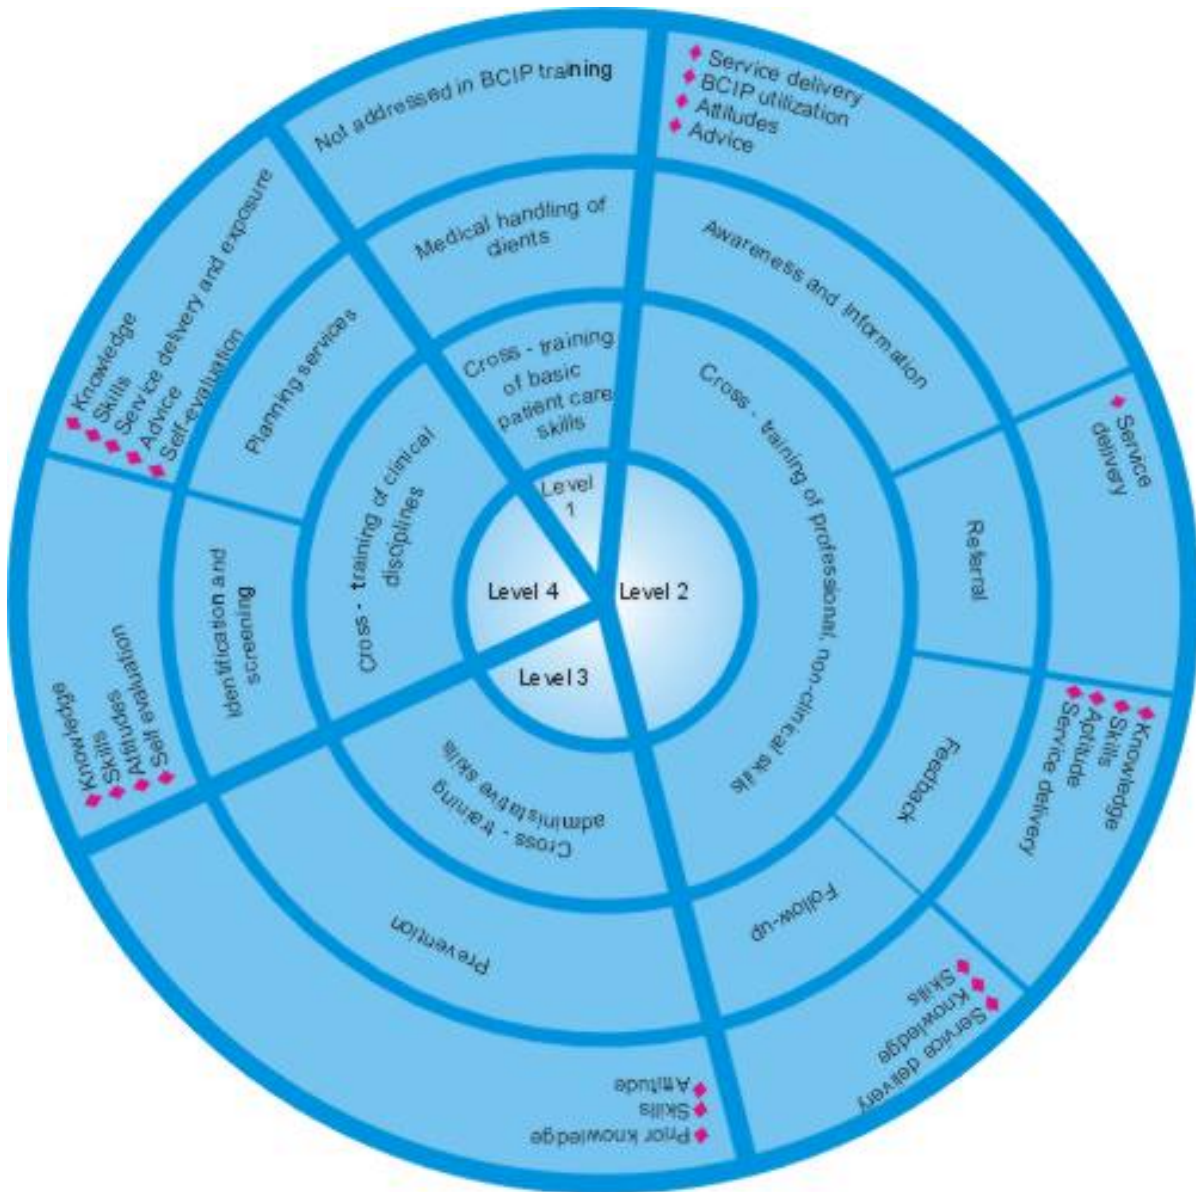 Level
1
Cross - training
of basic
patient care
skills
Medical handling of
clients
Not addressed in BCIP training
Level 2
Cross - training of professional, non-clinical skills
Awareness and Information
Service delivery
BCIP utilization
Attitudes
Advice
Referral
Service
delivery
Feedback
Knowledge
Skills
Aptitude
Service delivery
Follow-up
Service delivery
Knowledge
Skills
Level 3
Cross - training
administative skills
Prevention
Prior knowledge
Skills
Attitude
Level 4
Cross - training of clinical
disciplines
Identification and
screening
Knowledge
Skills
Attitudes
Self evaluation
Planning services
Knowledge
Skills
Service delivery and exposure
Advice
Self-evaluation